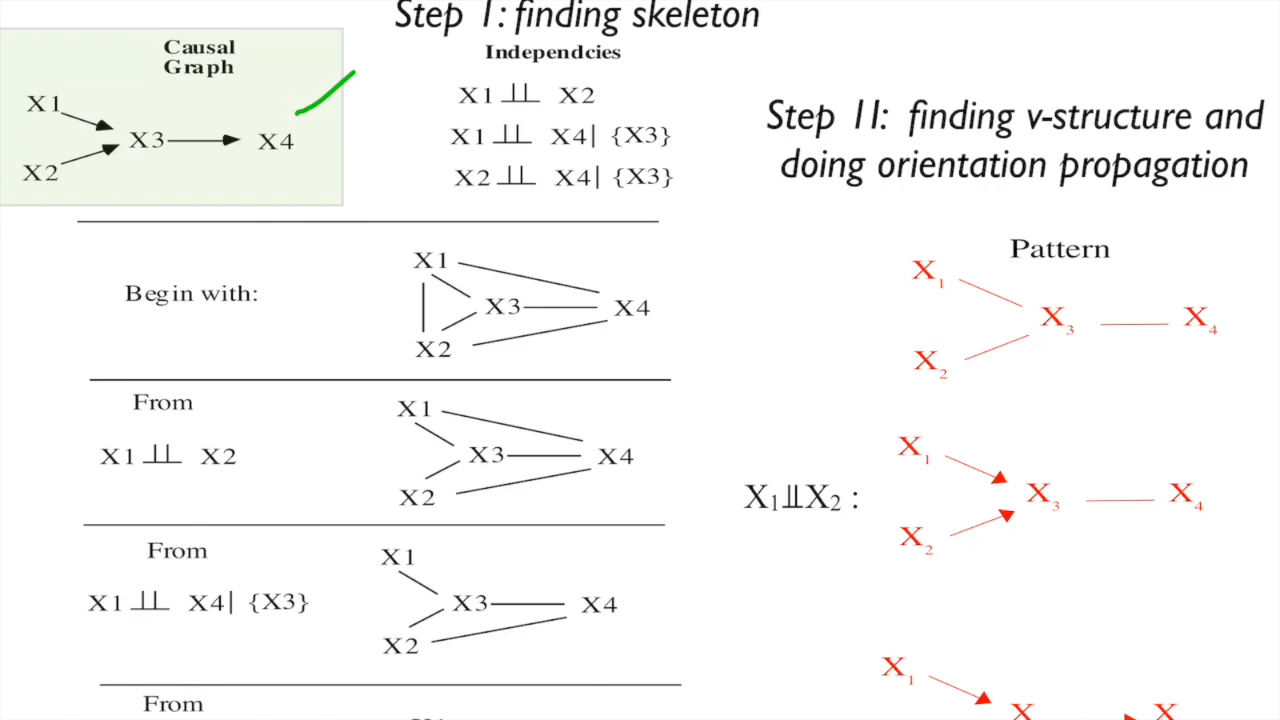 Step 1: finding skeleton
Causal
Graph
X1
X3
X4
X2
Independcies
X1 ⫫ X2
X1 ⫫ X4| {X3}
X2 ⫫ X4| {X3}
Begin with:
X1
X3
X4
X2
From
X1 ⫫ X2
X1
X3
X4
X2
From
X1 ⫫ X4| {X3}
X1
X3
X4
X2
From
Step II: finding v-structure and
doing orientation propagation
Pattern
X₁
X₃
X₄
X₂
X₁⫫X₂ :
X₁
X₃
X₄
X₂
X₁
X
X